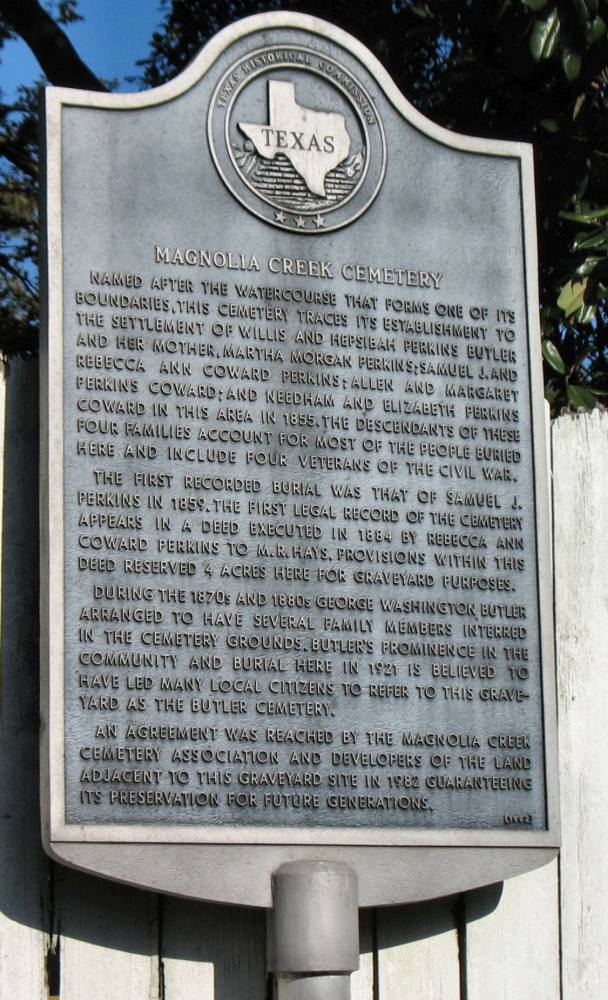 TEXAS HISTORICAL COMMISSION
TEXAS
MAGNOLIA CREEK CEMETERY
NAMED AFTER THE WATERCOURSE THAT FORMS ONE OF ITS
BOUNDARIES, THIS CEMETERY TRACES ITS ESTABLISHMENT TO
THE SETTLEMENT OF WILLIS AND HEPSIBAH PERKINS BUTLER
AND HER MOTHER, MARTHA MORGAN PERKINS; SAMUEL J. AND
REBECCA ANN COWARD PERKINS; ALLEN AND MARGARET
PERKINS COWARD; AND NEEDHAM AND ELIZABETH PERKINS
COWARD IN THIS AREA IN 1855. THE DESCENDANTS OF THESE
FOUR FAMILIES ACCOUNT FOR MOST OF THE PEOPLE BURIED
HERE AND INCLUDE FOUR VETERANS OF THE CIVIL WAR.
THE FIRST RECORDED BURIAL WAS THAT OF SAMUEL J.
PERKINS IN 1859. THE FIRST LEGAL RECORD OF THE CEMETERY
APPEARS IN A DEED EXECUTED IN 1884 BY REBECCA ANN
COWARD PERKINS TO M. R. HAYS. PROVISIONS WITHIN THIS
DEED RESERVED 4 ACRES HERE FOR GRAVEYARD PURPOSES.
DURING THE 1870s AND 1880s GEORGE WASHINGTON BUTLER
ARRANGED TO HAVE SEVERAL FAMILY MEMBERS INTERRED
IN THE CEMETERY GROUNDS. BUTLER'S PROMINENCE IN THE
COMMUNITY AND BURIAL HERE IN 1921 IS BELIEVED TO
HAVE LED MANY LOCAL CITIZENS TO REFER TO THIS GRAVE-
YARD AS THE BUTLER CEMETERY.
AN AGREEMENT WAS REACHED BY THE MAGNOLIA CREEK
CEMETERY ASSOCIATION AND DEVELOPERS OF THE LAND
ADJACENT TO THIS GRAVEYARD SITE IN 1982 GUARANTEEING
ITS PRESERVATION FOR FUTURE GENERATIONS.
(1992)